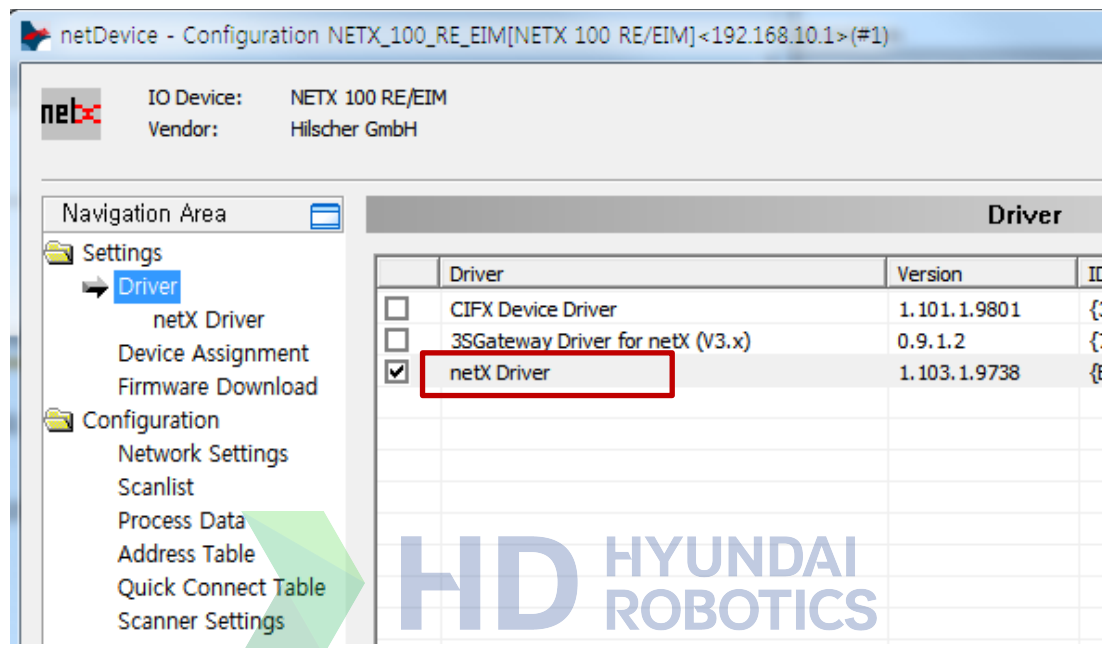 netDevice - Configuration NETX_100_RE_EIM[NETX 100 RE/EIM]<192.168.10.1>(#1)
netx
IO Device: NETX 100 RE/EIM
Vendor: Hilscher GmbH
Navigation Area
Settings
Driver
netX Driver
Device Assignment
Firmware Download
Configuration
Network Settings
Scanlist
Process Data
Address Table
Quick Connect Table
Scanner Settings
Driver
Driver Version ID
CIFX Device Driver 1.101.1.9801
3SGateway Driver for netX (V3.x) 0.9.1.2
netX Driver 1.103.1.9738
HD HYUNDAI
ROBOTICS